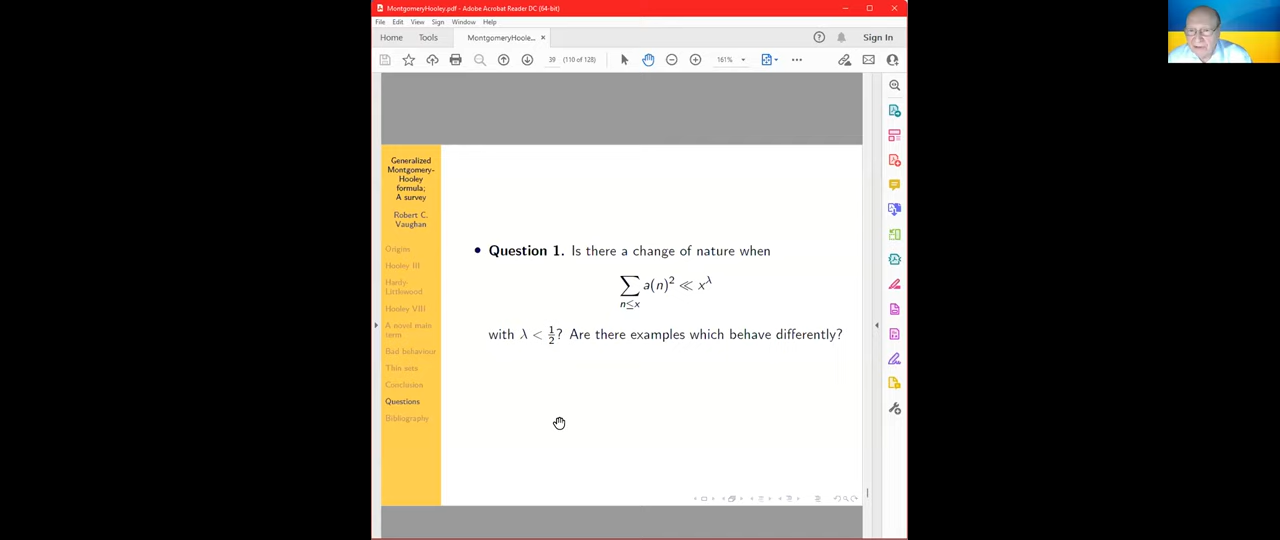 MontgomeryHooley.pdf - Adobe Acrobat Reader DC (64-bit)
File Edit View Sign Window Help
Home Tools MontgomeryHoole... × Sign In
39 (110 of 128) 161%
Generalized
Montgomery-
Hooley
formula;
A survey
Robert C.
Vaughan
Origins
Hooley III
Hardy-
Littlewood
Hooley VIII
A novel main
term
Bad behaviour
Thin sets
Conclusion
Questions
Bibliography
• Question 1. Is there a change of nature when
∑ a(n)² ≪ x^λ
n≤x
with λ < 1/2? Are there examples which behave differently?